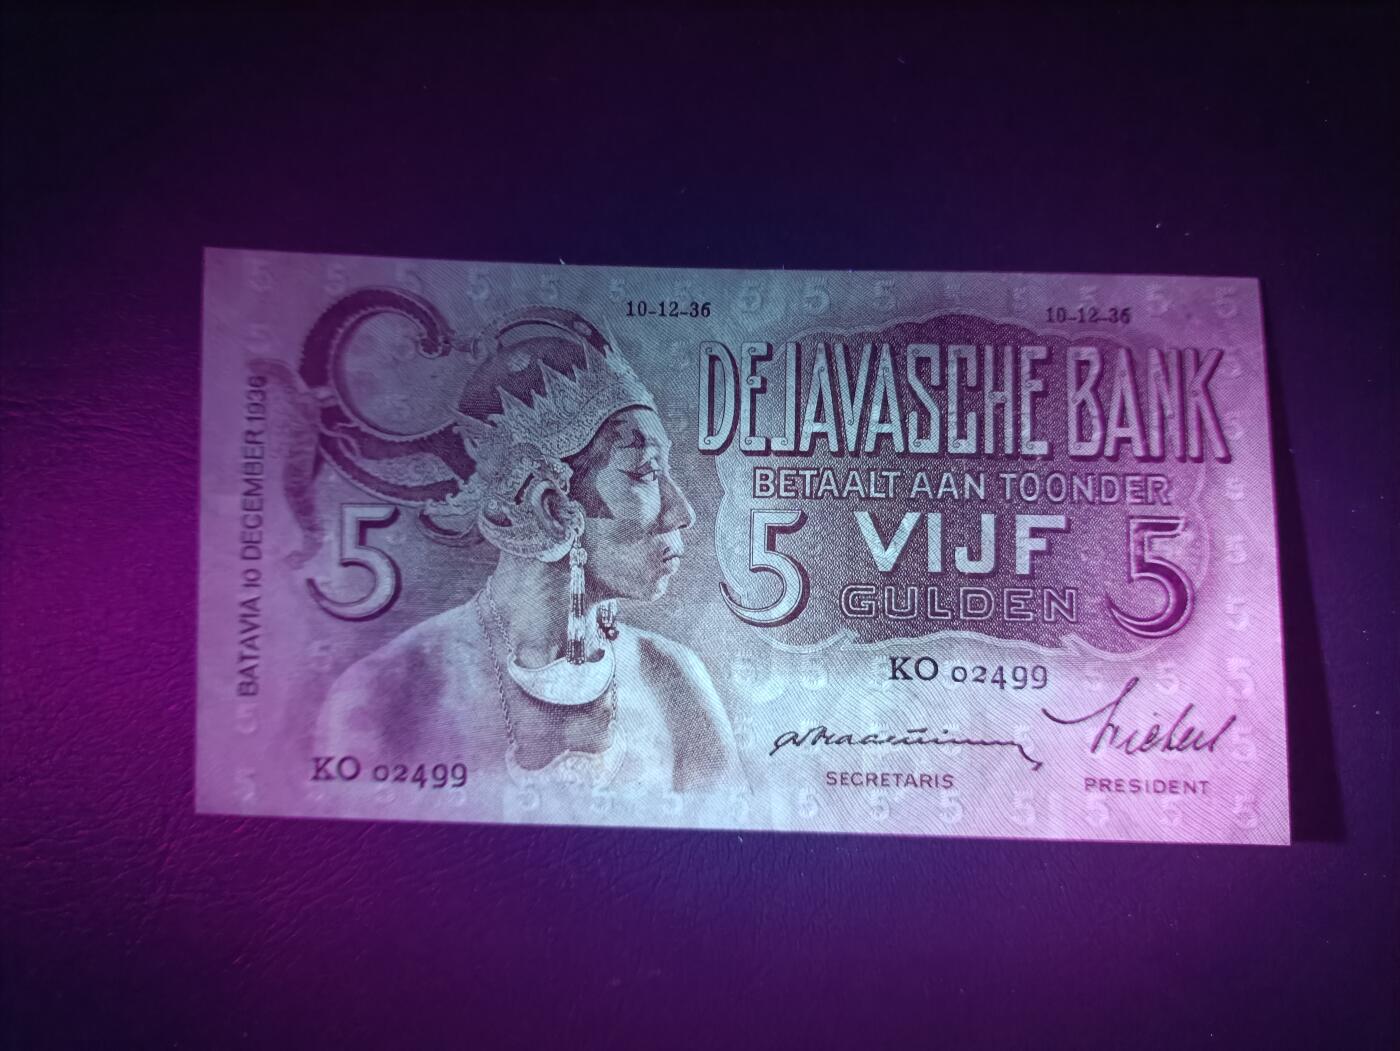 10-12-36
10-12-36
DE JAVASCHE BANK
BETAALT AAN TOONDER
5 VIJF 5
GULDEN
5
BATAVIA 10 DECEMBER 1936
KO 02499
KO 02499
SECRETARIS
PRESIDENT